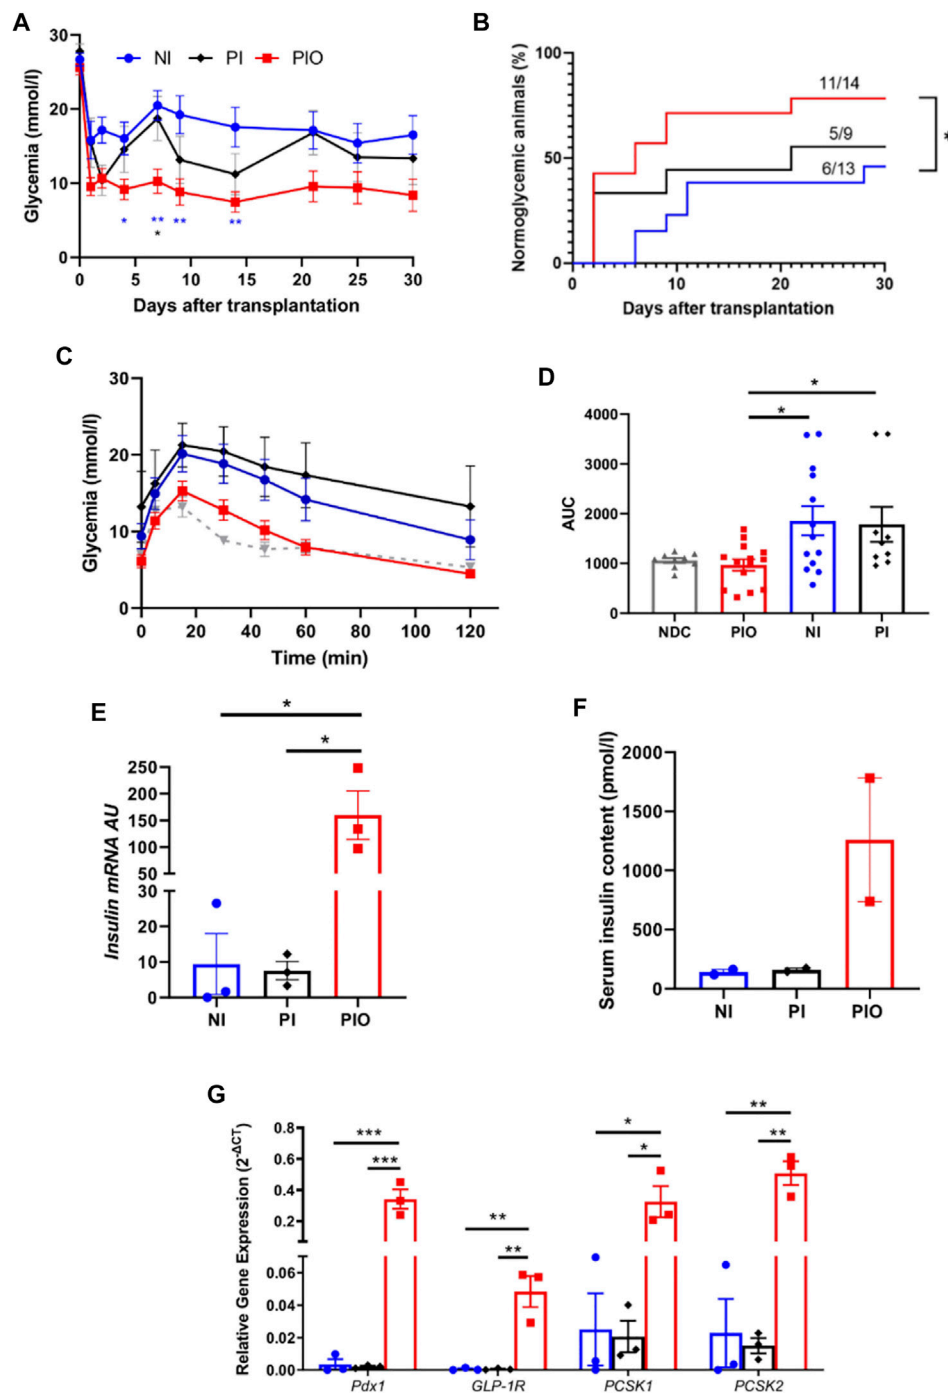 A
NI PI PIO
Glycemia (mmol/l)
30
20
10
0
* ** ** **
*
0 5 10 15 20 25 30
Days after transplantation
B
Normoglycemic animals (%)
100
50
0
11/14
5/9
6/13
*
0 10 20 30
Days after transplantation
C
Glycemia (mmol/l)
30
20
10
0
0 20 40 60 80 100 120
Time (min)
D
*
*
AUC
4000
3000
2000
1000
0
NDC PIO NI PI
E
*
*
Insulin mRNA AU
250
200
150
100
50
30
20
10
0
NI PI PIO
F
Serum insulin content (pmol/l)
2000
1500
1000
500
0
NI PI PIO
G
Relative Gene Expression (2-ΔCT)
0.8
0.6
0.4
0.2
0.06
0.04
0.02
0.00
*** *** ** ** * * ** **
Pdx1 GLP-1R PCSK1 PCSK2